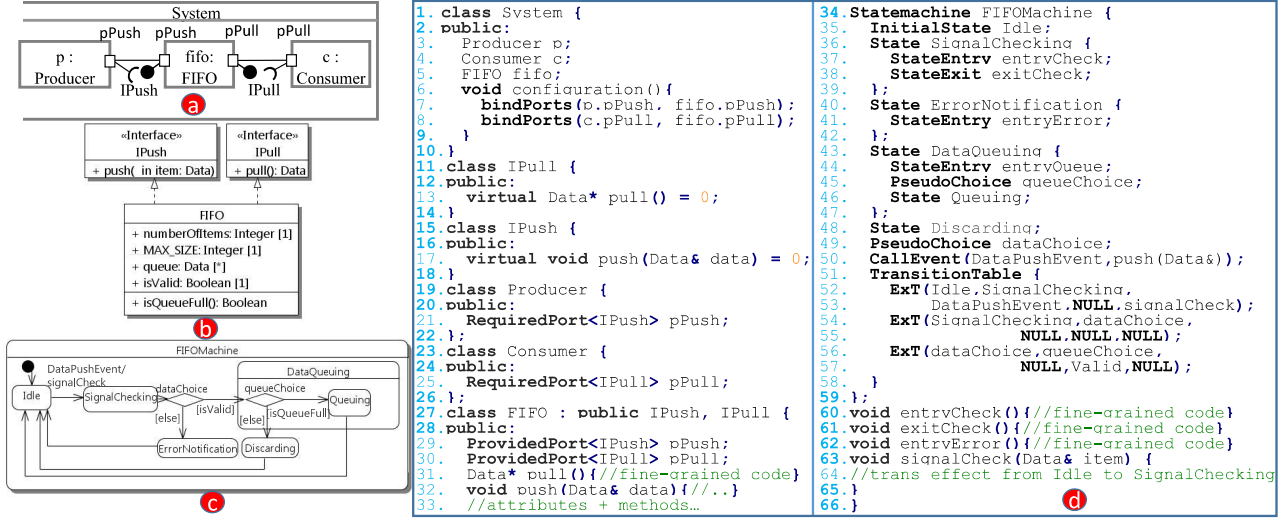 System
pPush pPush pPull pPull
p :
Producer
fifo:
FIFO
c :
Consumer
IPush
IPull
a
«Interface»
IPush
+ push( in item: Data)
«Interface»
IPull
+ pull(): Data
FIFO
+ numberOfItems: Integer [1]
+ MAX_SIZE: Integer [1]
+ queue: Data [*]
+ isValid: Boolean [1]
+ isQueueFull(): Boolean
b
FIFOMachine
DataPushEvent/
signalCheck
Idle
SignalChecking
dataChoice
[else]
[isValid]
DataQueuing
queueChoice
Queuing
[else]
[isQueueFull]
ErrorNotification
Discarding
c
1. class System {
2. public:
3. Producer p;
4. Consumer c;
5. FIFO fifo;
6. void configuration(){
7. bindPorts(p.pPush, fifo.pPush);
8. bindPorts(c.pPull, fifo.pPull);
9. }
10. }
11. class IPull {
12. public:
13. virtual Data* pull() = 0;
14. }
15. class IPush {
16. public:
17. virtual void push(Data& data) = 0;
18. }
19. class Producer {
20. public:
21. RequiredPort<IPush> pPush;
22. };
23. class Consumer {
24. public:
25. RequiredPort<IPull> pPull;
26. };
27. class FIFO : public IPush, IPull {
28. public:
29. ProvidedPort<IPush> pPush;
30. ProvidedPort<IPull> pPull;
31. Data* pull(){//fine-grained code}
32. void push(Data& data){//..}
33. //attributes + methods…
34. Statemachine FIFOMachine {
35. InitialState Idle;
36. State SignalChecking {
37. StateEntry entryCheck;
38. StateExit exitCheck;
39. };
40. State ErrorNotification {
41. StateEntry entryError;
42. };
43. State DataQueuing {
44. StateEntry entryQueue;
45. PseudoChoice queueChoice;
46. State Queuing;
47. };
48. State Discarding;
49. PseudoChoice dataChoice;
50. CallEvent(DataPushEvent,push(Data&));
51. TransitionTable {
52. ExT(Idle,SignalChecking,
53. DataPushEvent,NULL,signalCheck);
54. ExT(SignalChecking,dataChoice,
55. NULL,NULL,NULL);
56. ExT(dataChoice,queueChoice,
57. NULL,Valid,NULL);
58. }
59. };
60. void entryCheck(){//fine-grained code}
61. void exitCheck(){//fine-grained code}
62. void entryError(){//fine-grained code}
63. void signalCheck(Data& item) {
64. //trans effect from Idle to SignalChecking
65. }
66. }
d